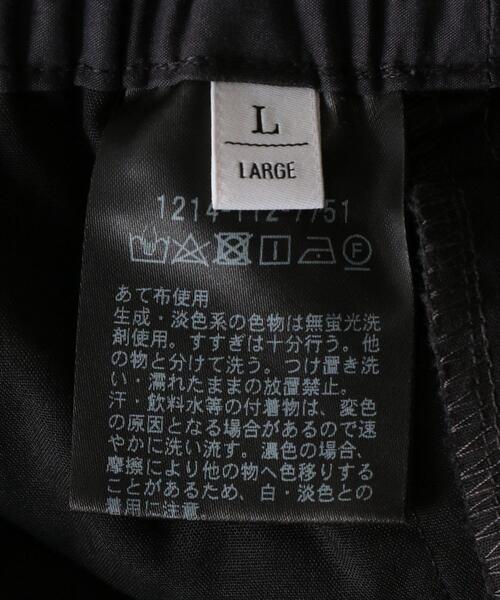 L
LARGE
1214-112-7751
あて布使用
生成・淡色系の色物は無蛍光洗
剤使用。すすぎは十分行う。他
の物と分けて洗う。つけ置き洗
い・濡れたままの放置禁止。
汗・飲料水等の付着物は、変色
の原因となる場合があるので速
やかに洗い流す。濃色の場合、
摩擦により他の物へ色移りする
ことがあるため、白・淡色との
着用に注意